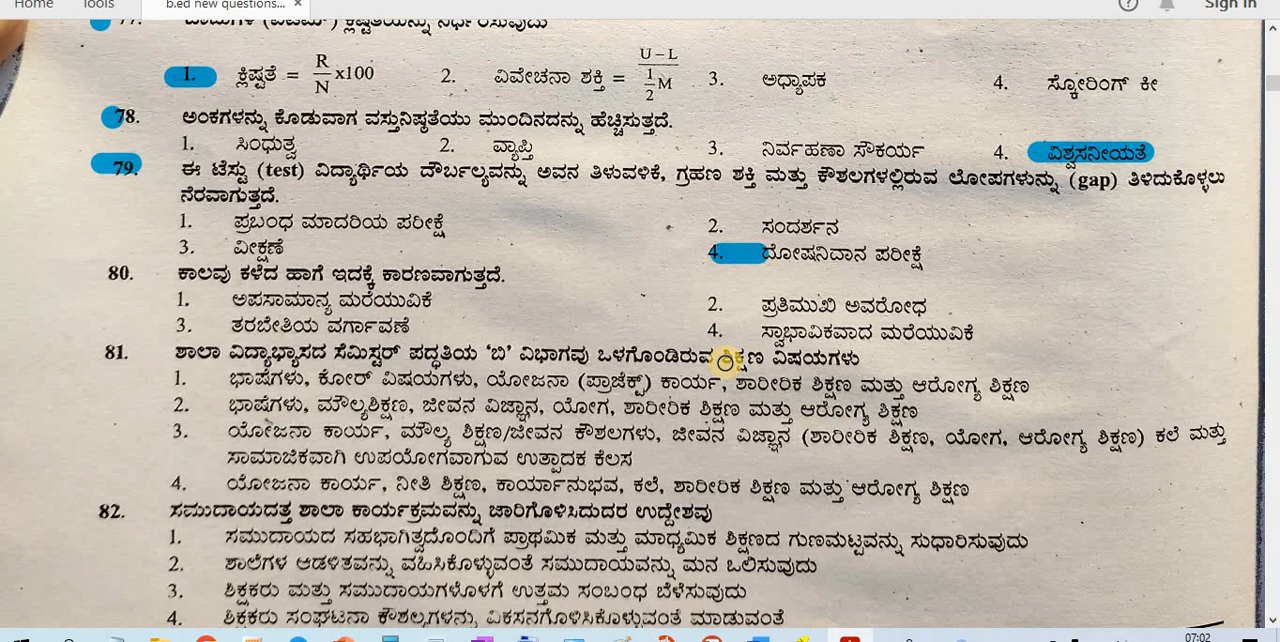 Home Tools b.ed new questions... × Sign In
77. (ಐಟಮ್) ಕ್ಲಿಷ್ಟತೆಯನ್ನು ನಿರ್ಧರಿಸುವುದು
1. ಕ್ಲಿಷ್ಟತೆ = R/N x100 2. ವಿವೇಚನಾ ಶಕ್ತಿ = U-L / ½M 3. ಅಧ್ಯಾಪಕ 4. ಸ್ಕೋರಿಂಗ್ ಕೀ
78. ಅಂಕಗಳನ್ನು ಕೊಡುವಾಗ ವಸ್ತುನಿಷ್ಠತೆಯು ಮುಂದಿನದನ್ನು ಹೆಚ್ಚಿಸುತ್ತದೆ.
1. ಸಿಂಧುತ್ವ 2. ವ್ಯಾಪ್ತಿ 3. ನಿರ್ವಹಣಾ ಸೌಕರ್ಯ 4. ವಿಶ್ವಸನೀಯತೆ
79. ಈ ಟೆಸ್ಟು (test) ವಿದ್ಯಾರ್ಥಿಯ ದೌರ್ಬಲ್ಯವನ್ನು ಅವನ ತಿಳುವಳಿಕೆ, ಗ್ರಹಣ ಶಕ್ತಿ ಮತ್ತು ಕೌಶಲಗಳಲ್ಲಿರುವ ಲೋಪಗಳುನ್ನು (gap) ತಿಳಿದುಕೊಳ್ಳಲು
ನೆರವಾಗುತ್ತದೆ.
1. ಪ್ರಬಂಧ ಮಾದರಿಯ ಪರೀಕ್ಷೆ 2. ಸಂದರ್ಶನ
3. ವೀಕ್ಷಣೆ 4. ದೋಷನಿದಾನ ಪರೀಕ್ಷೆ
80. ಕಾಲವು ಕಳೆದ ಹಾಗೆ ಇದಕ್ಕೆ ಕಾರಣವಾಗುತ್ತದೆ.
1. ಅಪಸಾಮಾನ್ಯ ಮರೆಯುವಿಕೆ 2. ಪ್ರತಿಮುಖಿ ಅವರೋಧ
3. ತರಬೇತಿಯ ವರ್ಗಾವಣೆ 4. ಸ್ವಾಭಾವಿಕವಾದ ಮರೆಯುವಿಕೆ
81. ಶಾಲಾ ವಿದ್ಯಾಭ್ಯಾಸದ ಸೆಮಿಸ್ಟರ್ ಪದ್ಧತಿಯ 'ಬಿ' ವಿಭಾಗವು ಒಳಗೊಂಡಿರುವ ಶಿಕ್ಷಣ ವಿಷಯಗಳು
1. ಭಾಷೆಗಳು, ಕೋರ್ ವಿಷಯಗಳು, ಯೋಜನಾ (ಪ್ರಾಜೆಕ್ಟ್) ಕಾರ್ಯ, ಶಾರೀರಿಕ ಶಿಕ್ಷಣ ಮತ್ತು ಆರೋಗ್ಯ ಶಿಕ್ಷಣ
2. ಭಾಷೆಗಳು, ಮೌಲ್ಯಶಿಕ್ಷಣ, ಜೀವನ ವಿಜ್ಞಾನ, ಯೋಗ, ಶಾರೀರಿಕ ಶಿಕ್ಷಣ ಮತ್ತು ಆರೋಗ್ಯ ಶಿಕ್ಷಣ
3. ಯೋಜನಾ ಕಾರ್ಯ, ಮೌಲ್ಯ ಶಿಕ್ಷಣ/ಜೀವನ ಕೌಶಲಗಳು, ಜೀವನ ವಿಜ್ಞಾನ (ಶಾರೀರಿಕ ಶಿಕ್ಷಣ, ಯೋಗ, ಆರೋಗ್ಯ ಶಿಕ್ಷಣ) ಕಲೆ ಮತ್ತು
ಸಾಮಾಜಿಕವಾಗಿ ಉಪಯೋಗವಾಗುವ ಉತ್ಪಾದಕ ಕೆಲಸ
4. ಯೋಜನಾ ಕಾರ್ಯ, ನೀತಿ ಶಿಕ್ಷಣ, ಕಾರ್ಯಾನುಭವ, ಕಲೆ, ಶಾರೀರಿಕ ಶಿಕ್ಷಣ ಮತ್ತು ಆರೋಗ್ಯ ಶಿಕ್ಷಣ
82. ಸಮುದಾಯದತ್ತ ಶಾಲಾ ಕಾರ್ಯಕ್ರಮವನ್ನು ಜಾರಿಗೊಳಿಸಿದುದರ ಉದ್ದೇಶವು
1. ಸಮುದಾಯದ ಸಹಭಾಗಿತ್ವದೊಂದಿಗೆ ಪ್ರಾಥಮಿಕ ಮತ್ತು ಮಾಧ್ಯಮಿಕ ಶಿಕ್ಷಣದ ಗುಣಮಟ್ಟವನ್ನು ಸುಧಾರಿಸುವುದು
2. ಶಾಲೆಗಳ ಆಡಳಿತವನ್ನು ವಹಿಸಿಕೊಳ್ಳುವಂತೆ ಸಮುದಾಯವನ್ನು ಮನ ಒಲಿಸುವುದು
3. ಶಿಕ್ಷಕರು ಮತ್ತು ಸಮುದಾಯಗಳೊಳಗೆ ಉತ್ತಮ ಸಂಬಂಧ ಬೆಳೆಸುವುದು
4. ಶಿಕ್ಷಕರು ಸಂಘಟನಾ ಕೌಶಲ್ಯಗಳನ್ನು ವಿಕಸನಗೊಳಿಸಿಕೊಳ್ಳುವಂತೆ ಮಾಡುವಂತೆ
07:02